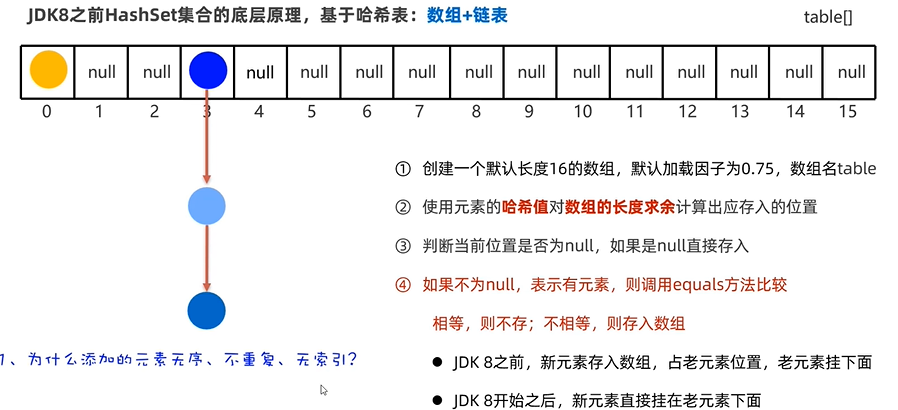 JDK8之前HashSet集合的底层原理，基于哈希表：数组+链表
table[]
null null null null null null null null null null null null null null
0 1 2 3 4 5 6 7 8 9 10 11 12 13 14 15
① 创建一个默认长度16的数组，默认加载因子为0.75，数组名table
② 使用元素的哈希值对数组的长度求余计算出应存入的位置
③ 判断当前位置是否为null，如果是null直接存入
④ 如果不为null，表示有元素，则调用equals方法比较
相等，则不存；不相等，则存入数组
● JDK 8之前，新元素存入数组，占老元素位置，老元素挂下面
● JDK 8开始之后，新元素直接挂在老元素下面
1、为什么添加的元素无序、不重复、无索引？